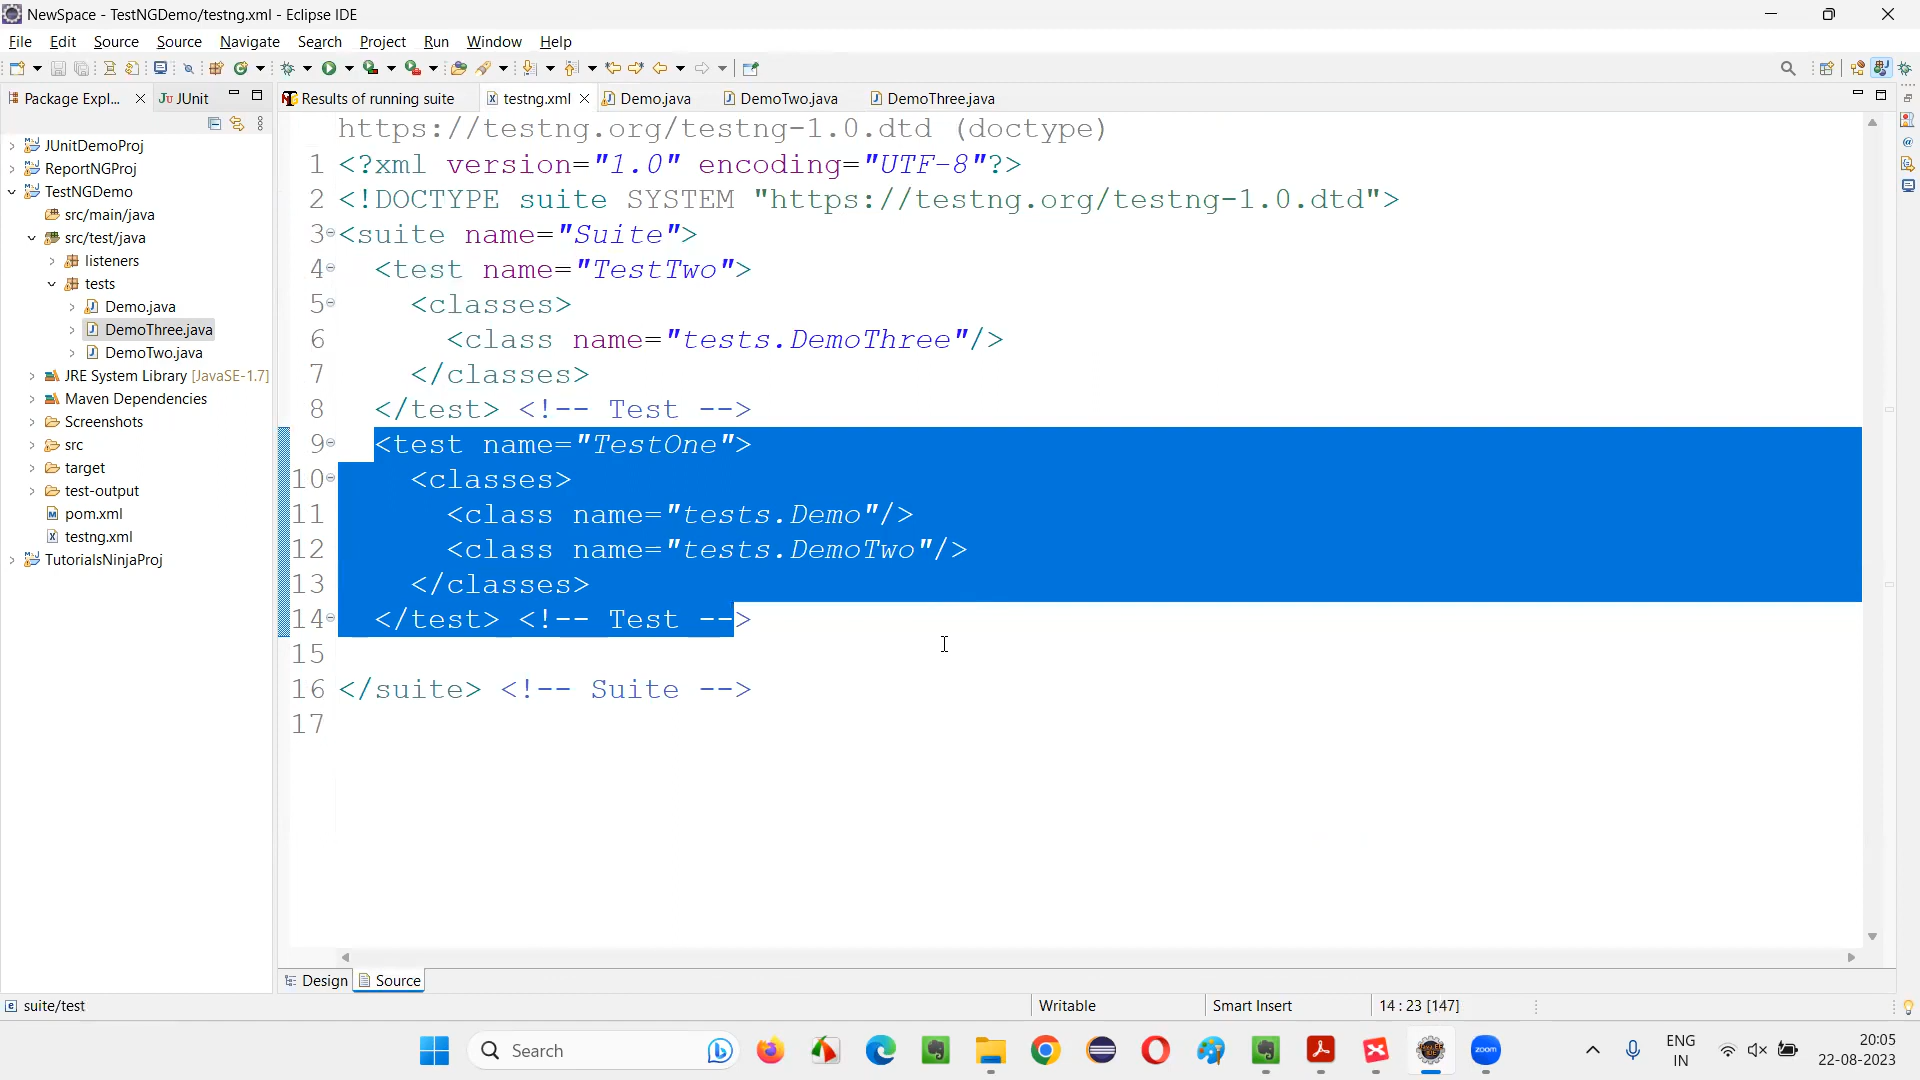 NewSpace - TestNGDemo/testng.xml - Eclipse IDE
File Edit Source Source Navigate Search Project Run Window Help
Package Expl... JUnit
Results of running suite testng.xml Demo.java DemoTwo.java DemoThree.java
JUnitDemoProj
ReportNGProj
TestNGDemo
src/main/java
src/test/java
listeners
tests
Demo.java
DemoThree.java
DemoTwo.java
JRE System Library [JavaSE-1.7]
Maven Dependencies
Screenshots
src
target
test-output
pom.xml
testng.xml
TutorialsNinjaProj
https://testng.org/testng-1.0.dtd (doctype)
1 <?xml version="1.0" encoding="UTF-8"?>
2 <!DOCTYPE suite SYSTEM "https://testng.org/testng-1.0.dtd">
3 <suite name="Suite">
4 <test name="TestTwo">
5 <classes>
6 <class name="tests.DemoThree"/>
7 </classes>
8 </test> <!-- Test -->
9 <test name="TestOne">
10 <classes>
11 <class name="tests.Demo"/>
12 <class name="tests.DemoTwo"/>
13 </classes>
14 </test> <!-- Test -->
15
16 </suite> <!-- Suite -->
17
Design Source
suite/test Writable Smart Insert 14 : 23 [147]
Search zoom ENG IN 20:05
22-08-2023